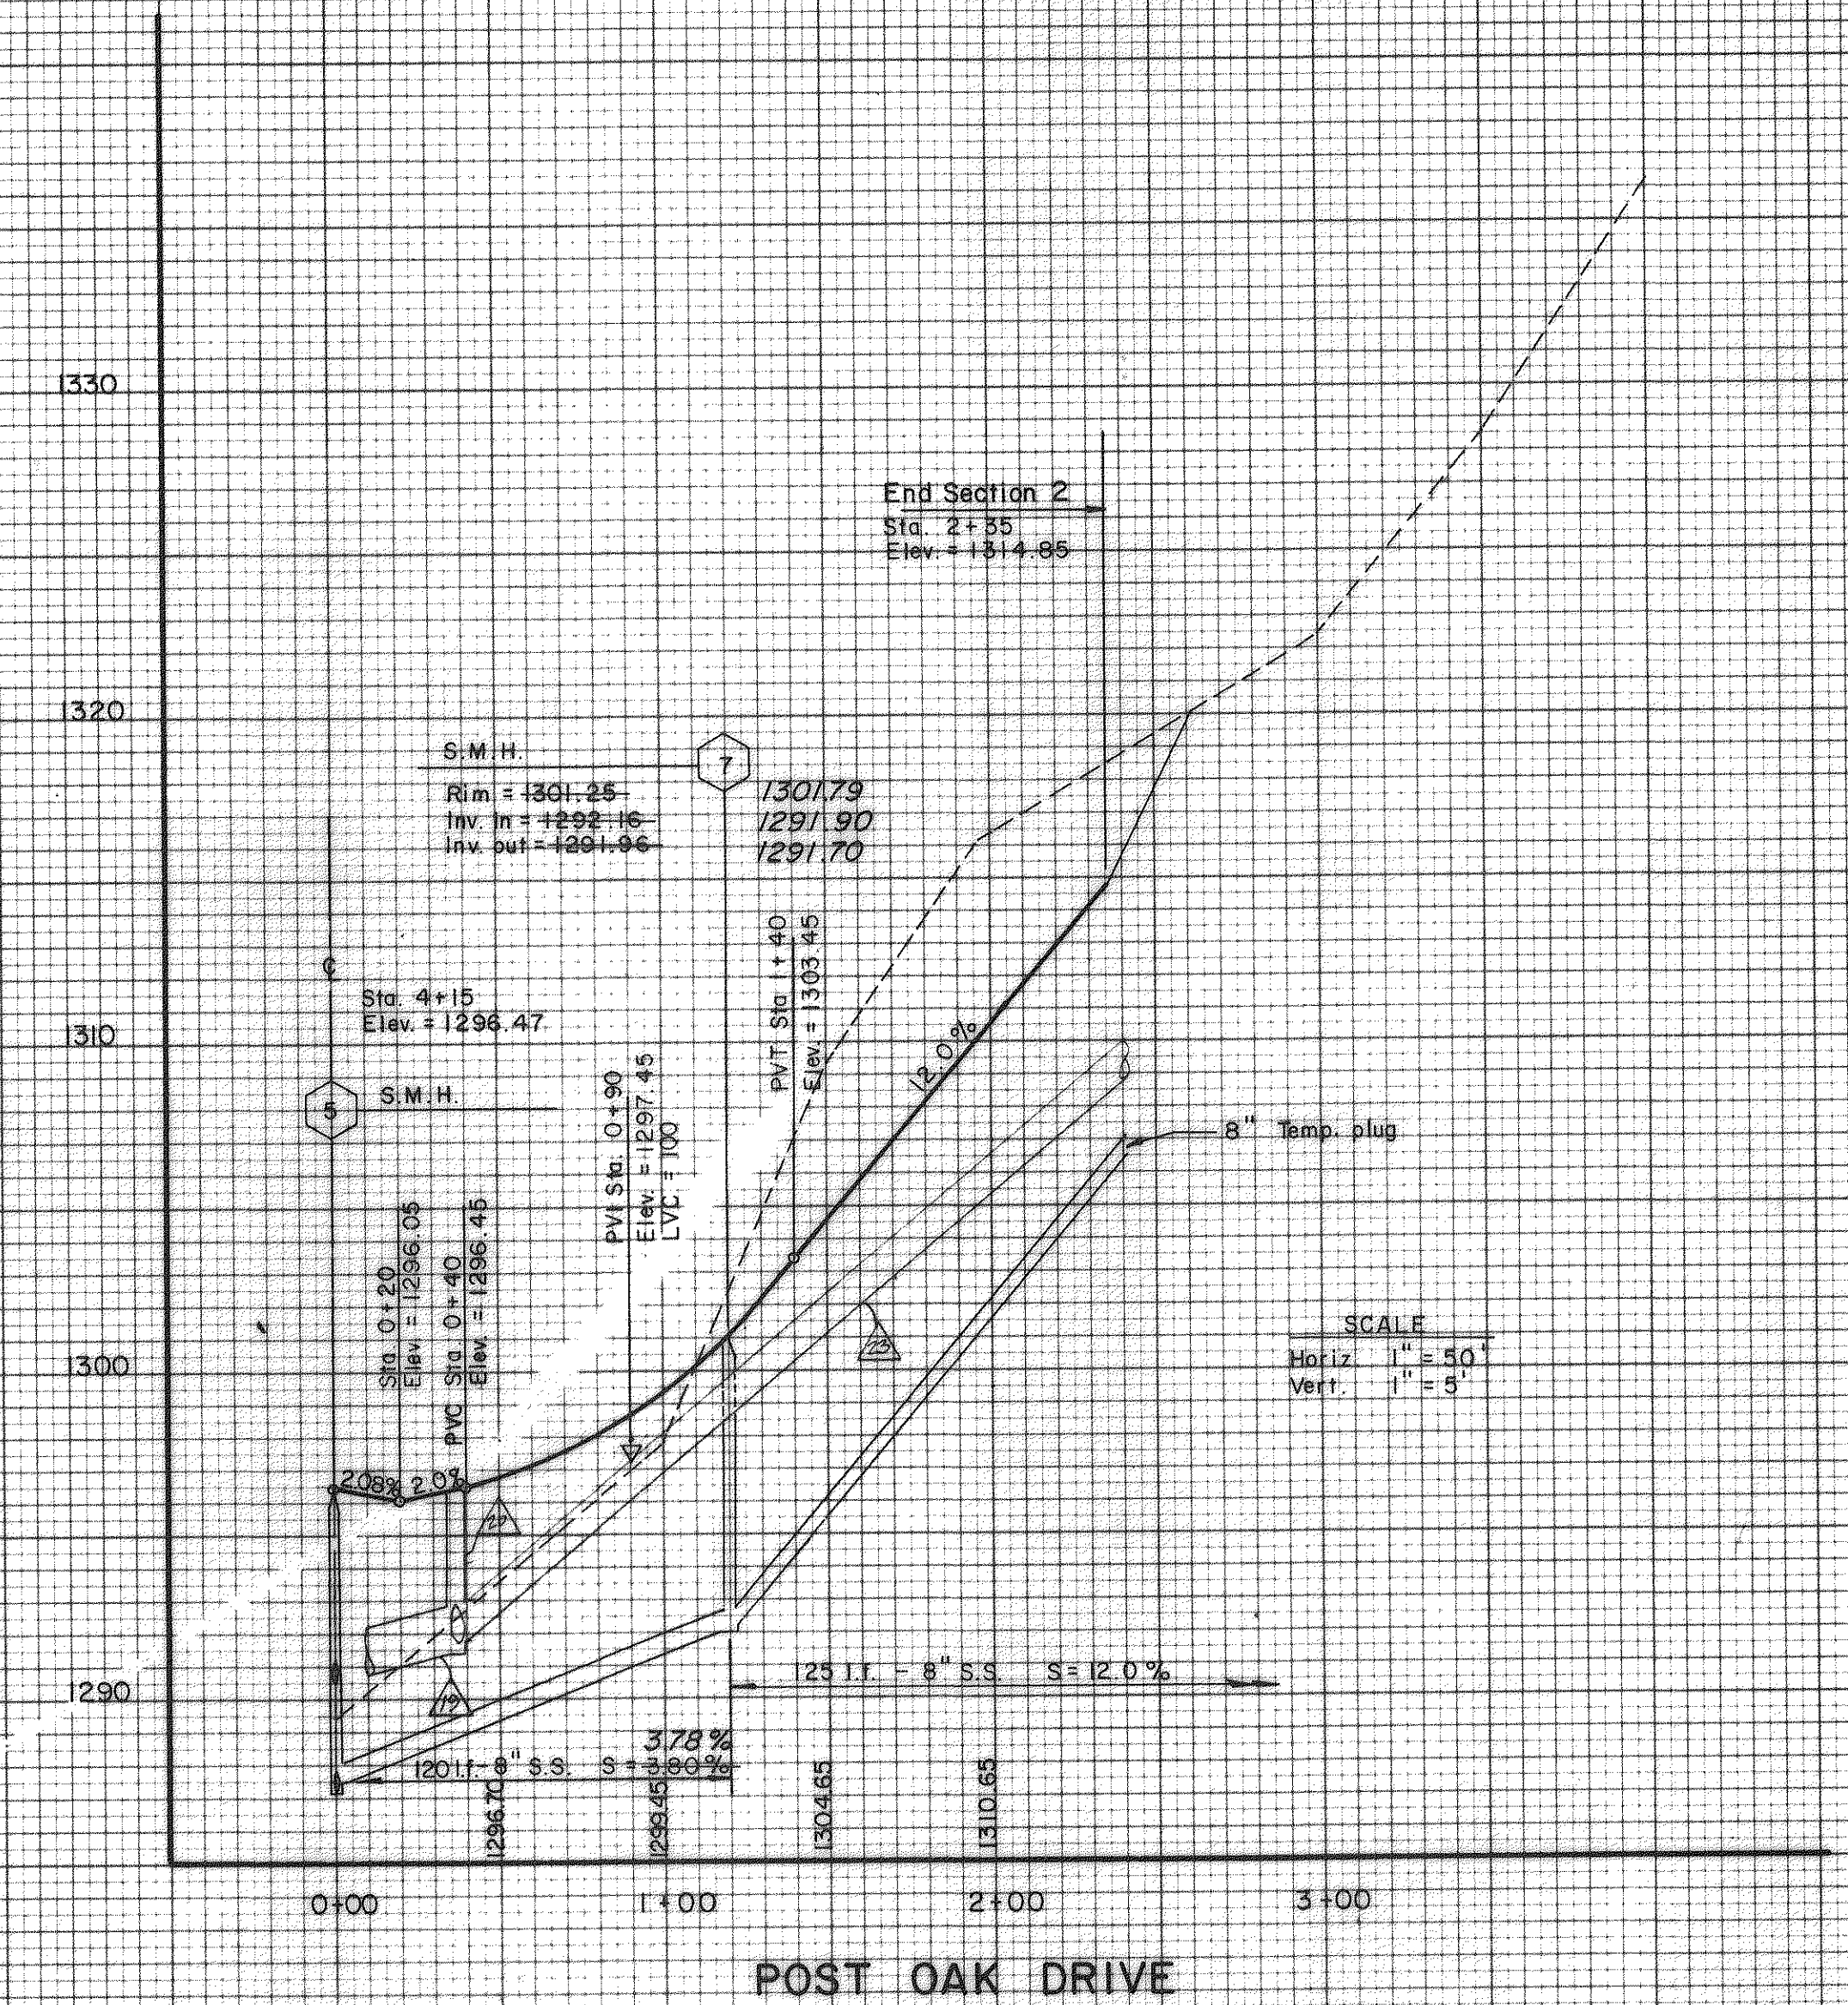 1330
End Section 2
Sta. 2+35
Elev. = 1314.85
1320
S.M.H.
7
Rim = 1301.25
1301.79
Inv. In = 1292.16
1291.90
Inv. out = 1291.96
1291.70
℄
Sta. 4+15
Elev. = 1296.47
1310
5
S.M.H.
PVI Sta. 0+90
Elev. = 1297.45
LVC = 100
PVT Sta 1+40
Elev. = 1303.45
12.0%
8" Temp. plug
Sta. 0+20
Elev. = 1296.05
PVC Sta. 0+40
Elev. = 1296.45
23
SCALE
Horiz. 1" = 50'
Vert. 1" = 5'
1300
2.08%
2.0%
22
1290
19
125 l.f. - 8" S.S. S = 12.0%
3.78%
120 l.f.- 8" S.S. S = 3.80%
1296.70
1299.45
1304.65
1310.65
0+00
1+00
2+00
3+00
POST OAK DRIVE